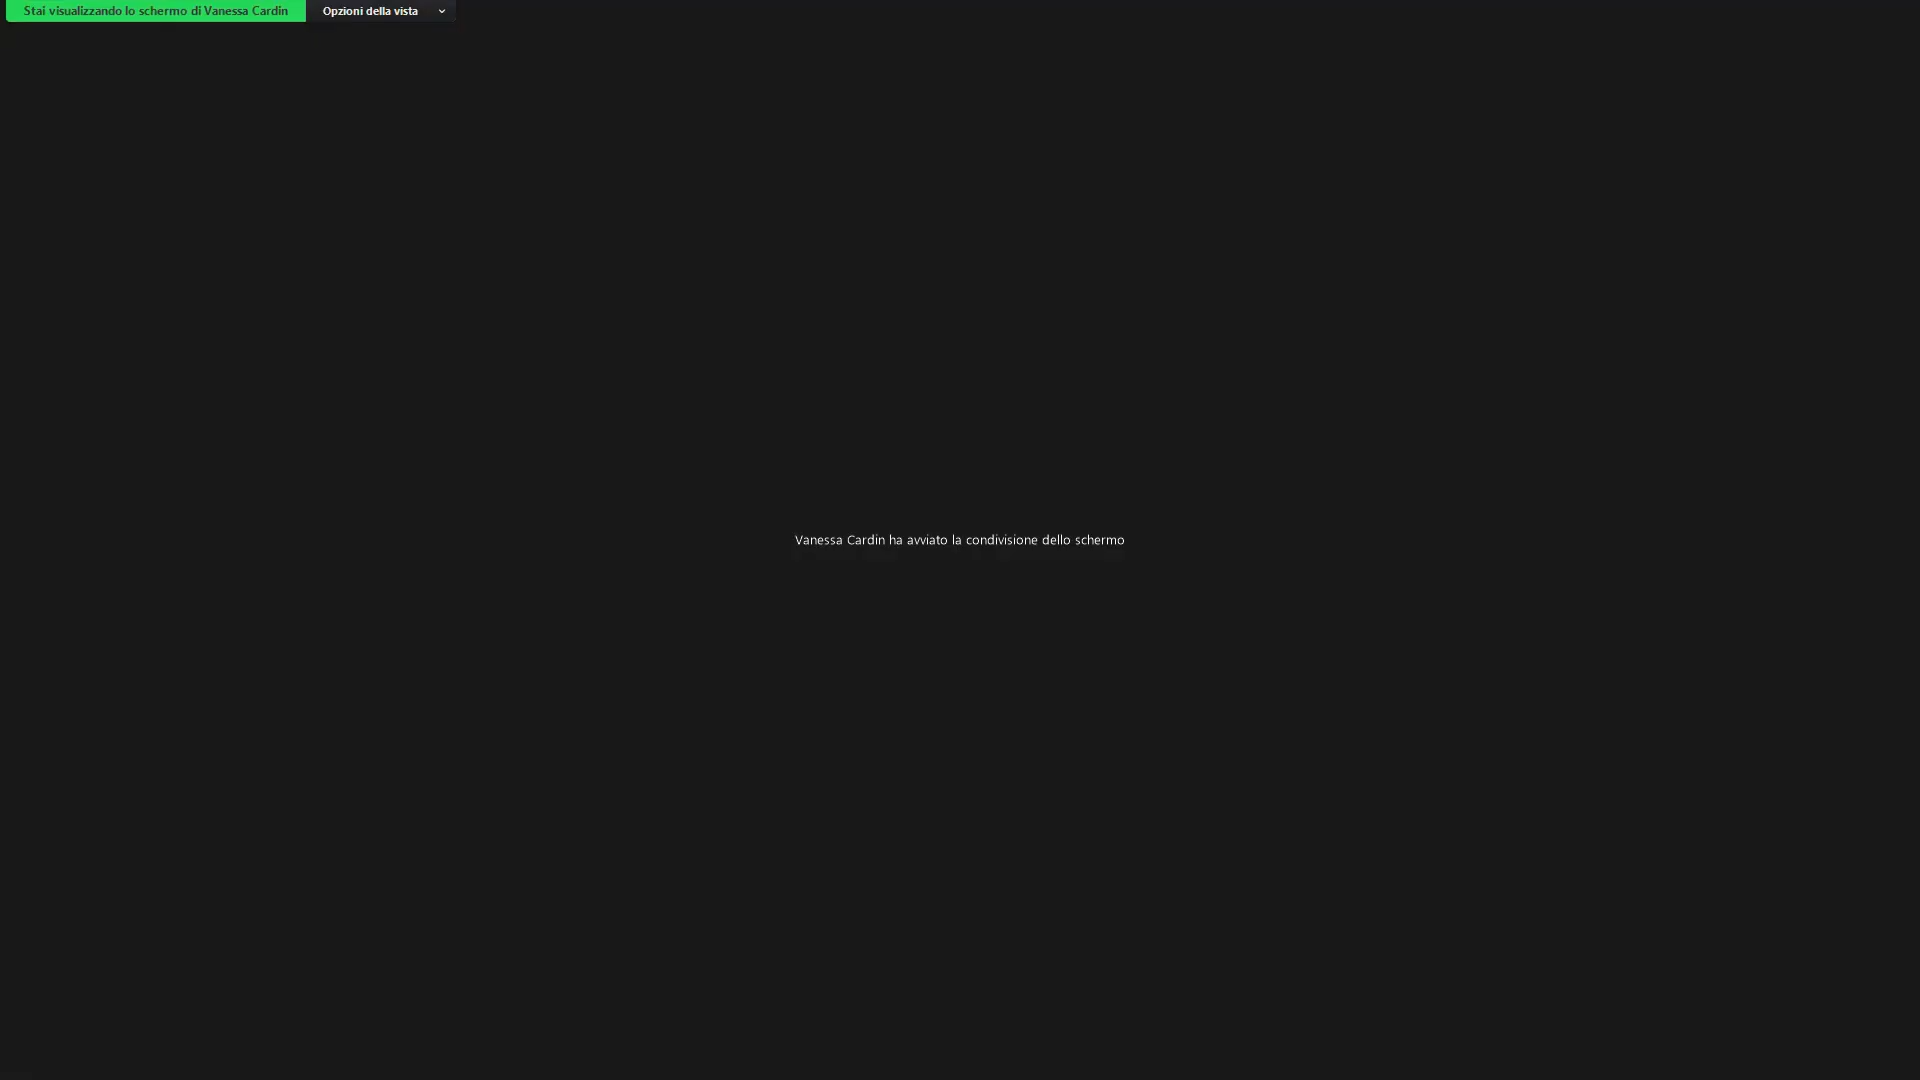 Stai visualizzando lo schermo di Vanessa Cardin
Opzioni della vista
Vanessa Cardin ha avviato la condivisione dello schermo